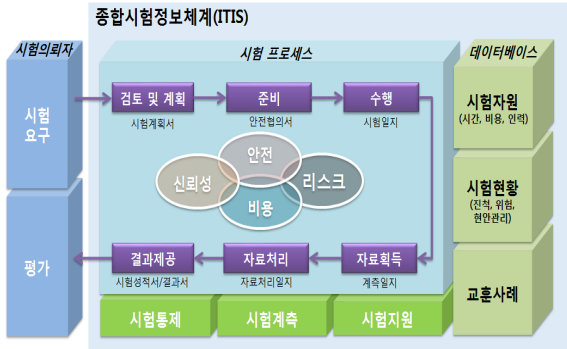 종합시험정보체계(ITIS)
시험의뢰자
시험 프로세스
데이터베이스
시험
요구
검토 및 계획
준비
수행
시험계획서
안전협의서
시험일지
시험자원
(시간, 비용, 인력)
안전
신뢰성
리스크
비용
시험현황
(진척, 위험,
현안관리)
평가
결과제공
자료처리
자료획득
시험성적서/결과서
자료처리일지
계측일지
교훈사례
시험통제
시험계측
시험지원